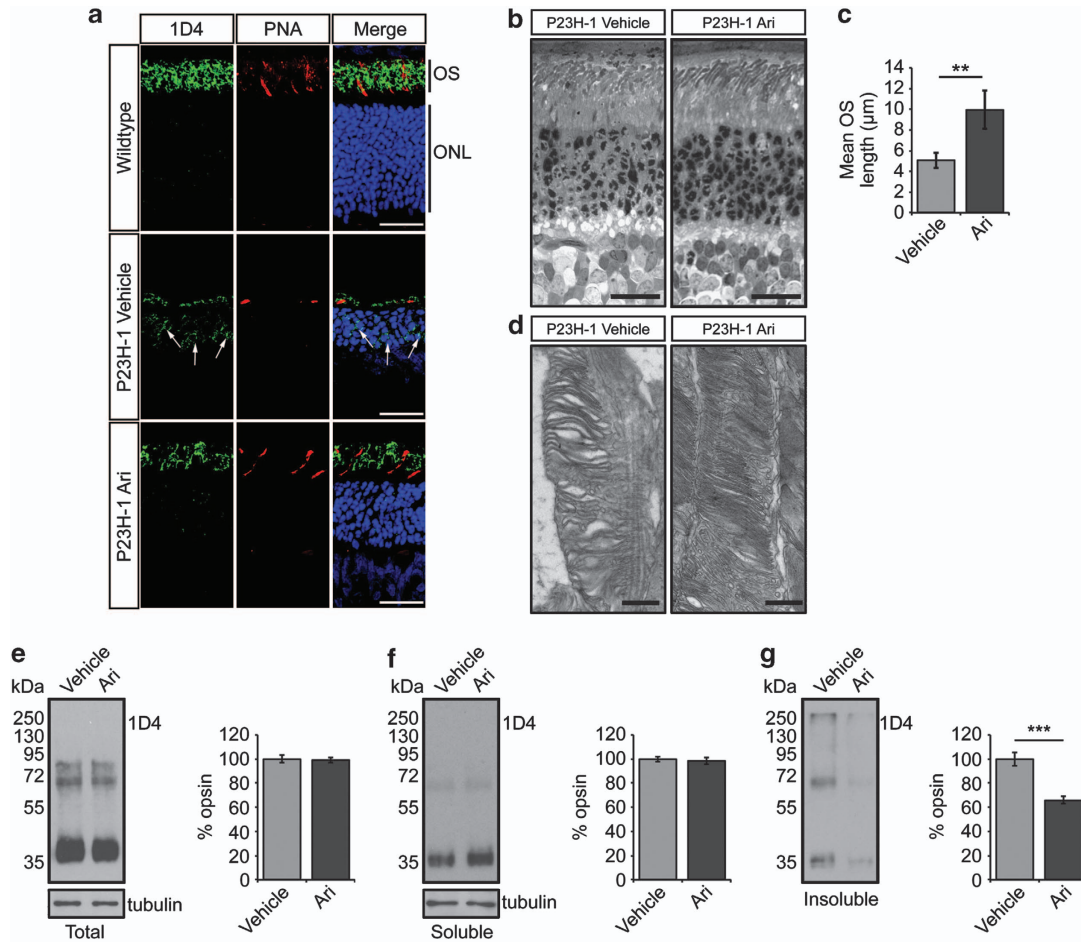 a
1D4 PNA Merge
Wildtype
OS
ONL
P23H-1 Vehicle
P23H-1 Ari
b
P23H-1 Vehicle P23H-1 Ari
c
Mean OS
length (µm)
14
12
10
8
6
4
2
0
**
Vehicle
Ari
d
P23H-1 Vehicle P23H-1 Ari
e
kDa
Vehicle
Ari
250
130
95
72
55
35
1D4
tubulin
Total
% opsin
120
100
80
60
40
20
0
Vehicle
Ari
f
kDa
Vehicle
Ari
250
130
95
72
55
35
1D4
tubulin
Soluble
% opsin
120
100
80
60
40
20
0
Vehicle
Ari
g
kDa
Vehicle
Ari
250
130
95
72
55
35
1D4
Insoluble
% opsin
120
100
80
60
40
20
0
***
Vehicle
Ari